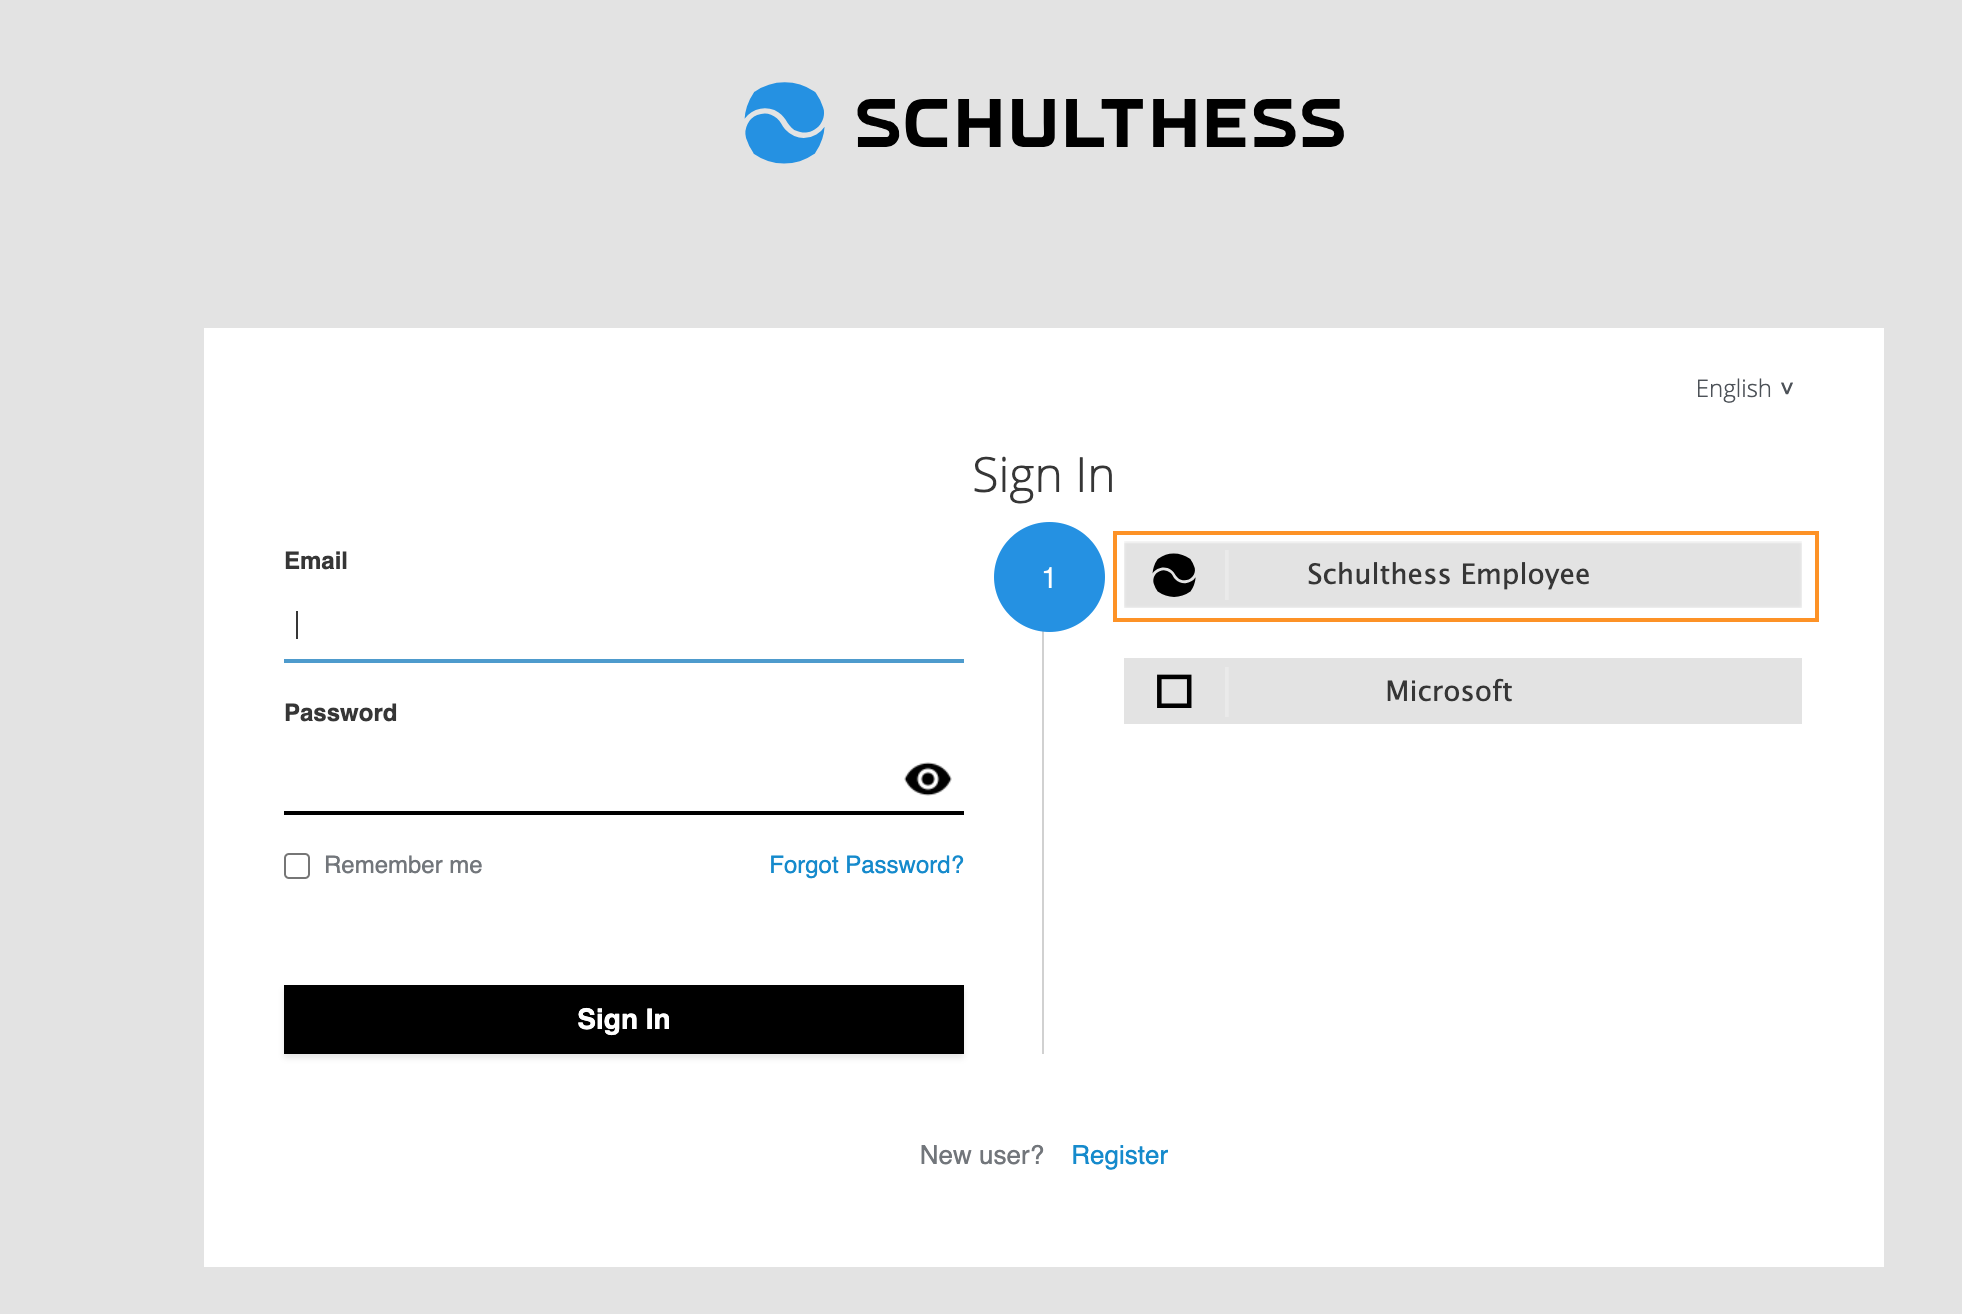 SCHULTHESS
English
Sign In
Email
Password
Remember me
Forgot Password?
Sign In
1
Schulthess Employee
Microsoft
New user? Register